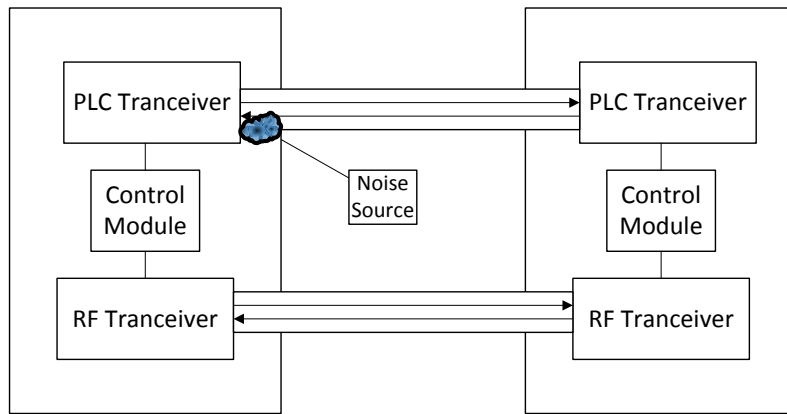 PLC Tranceiver
PLC Tranceiver
Control
Module
Noise
Source
Control
Module
RF Tranceiver
RF Tranceiver